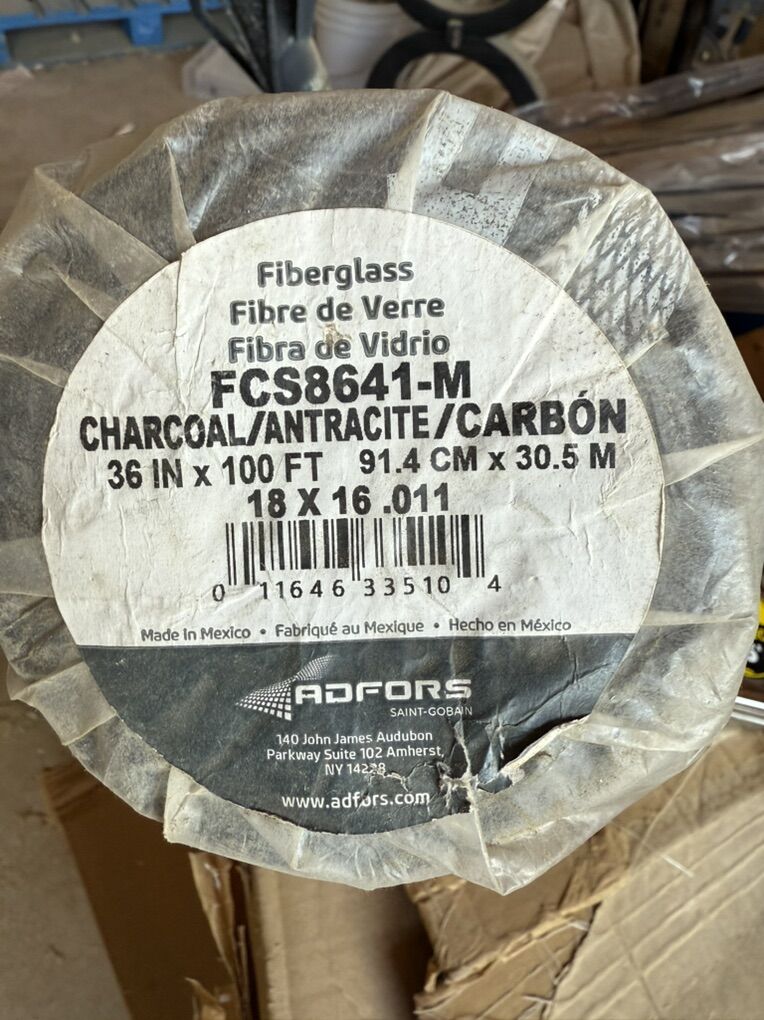 Fiberglass
Fibre de Verre
Fibra de Vidrio
FCS8641-M
CHARCOAL/ANTRACITE/CARBÓN
36 IN x 100 FT 91.4 CM x 30.5 M
18 X 16 .011
0 11646 33510 4
Made In Mexico • Fabriqué au Mexique • Hecho en México
ADFORS
SAINT-GOBAIN
140 John James Audubon
Parkway Suite 102 Amherst,
NY 14228
www.adfors.com